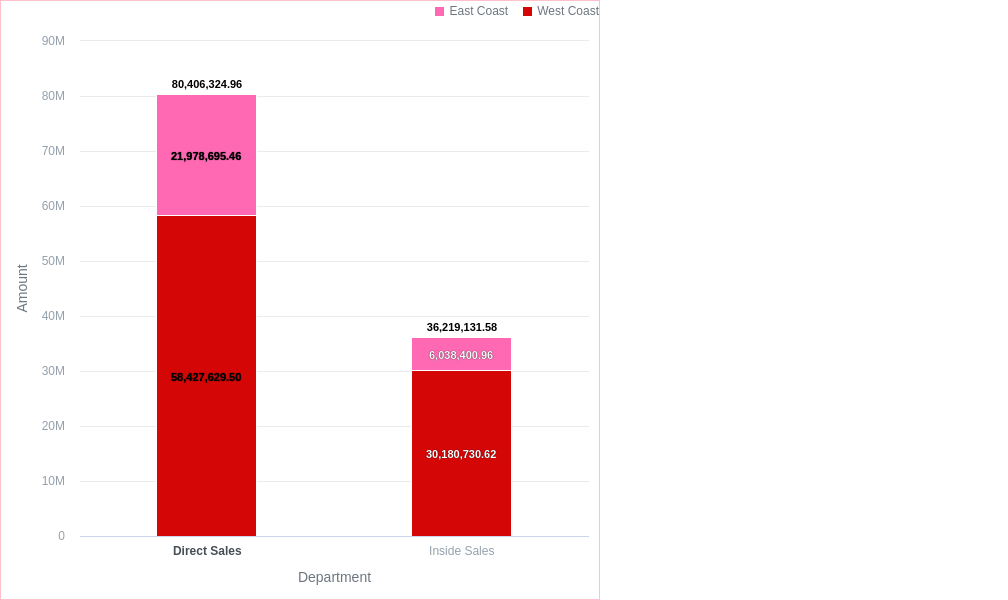 East Coast West Coast
90M
80,406,324.96
80M
21,978,695.46
70M
60M
50M
Amount
40M
36,219,131.58
6,038,400.96
30M
58,427,629.50
20M
30,180,730.62
10M
0
Direct Sales Inside Sales
Department